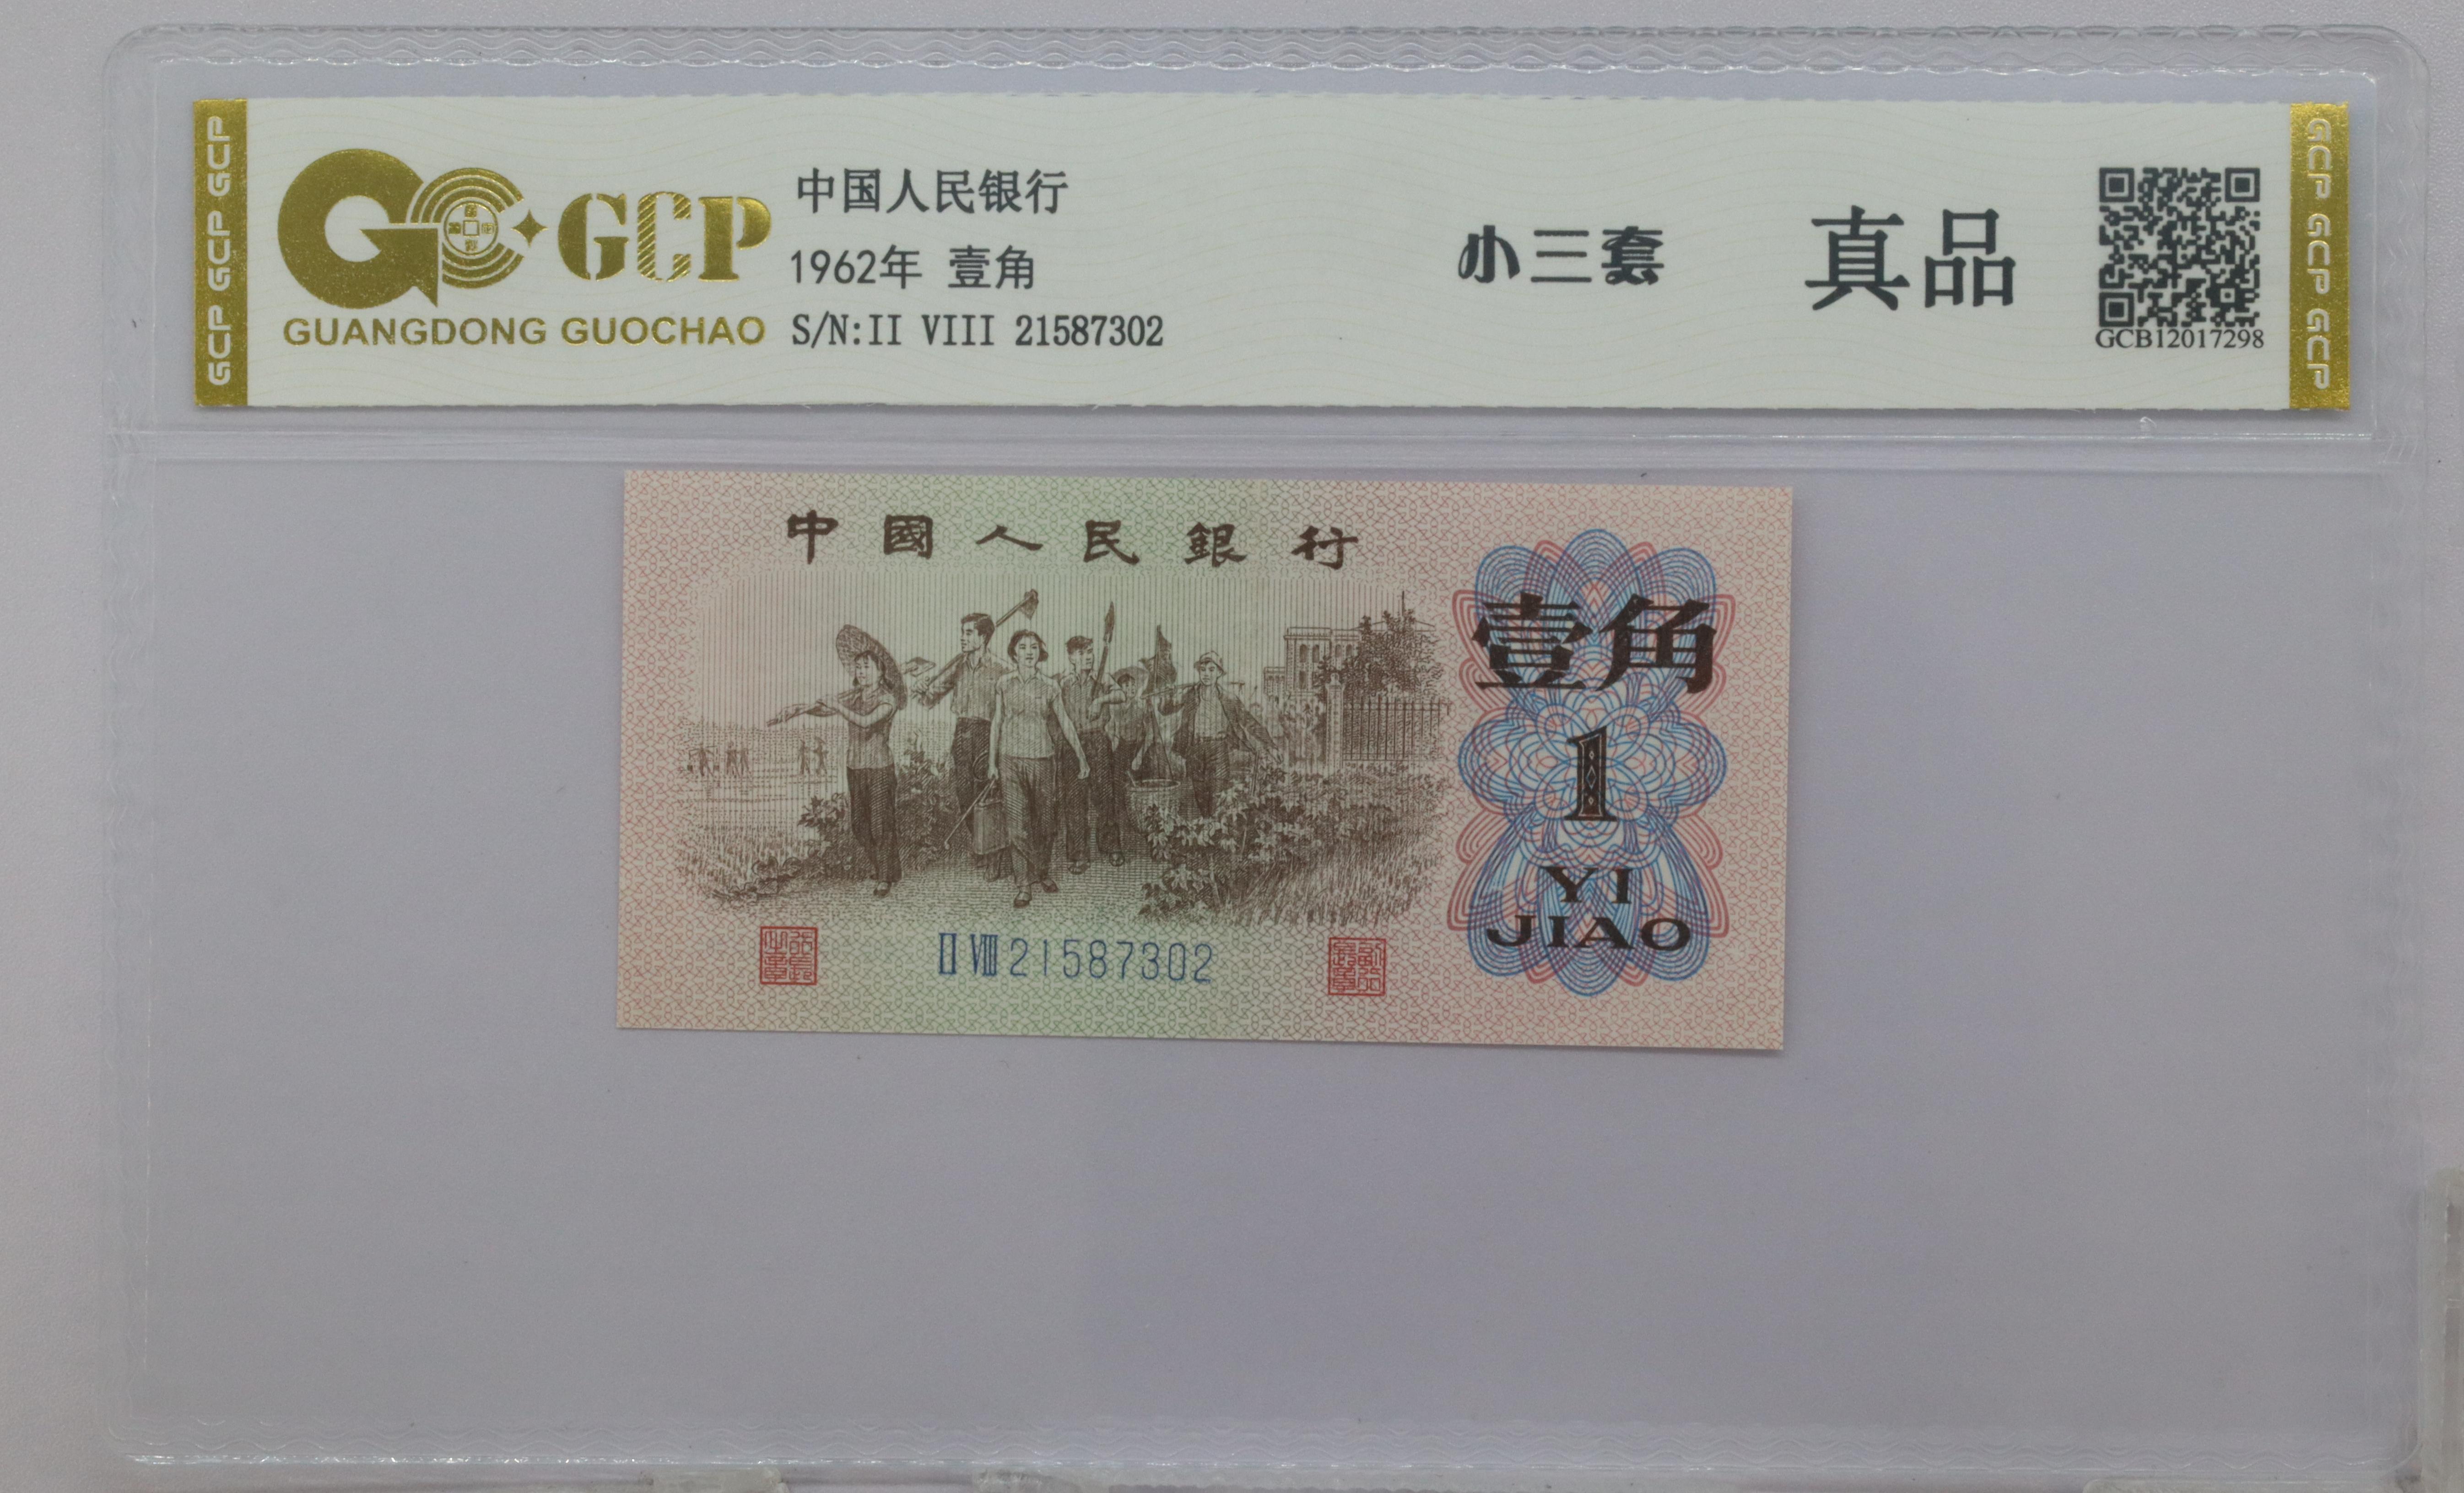 GCP GCP GCP
GCP
GUANGDONG GUOCHAO
中国人民银行
1962年 壹角
S/N:II VIII 21587302
小三套
真品
GCB12017298
GCP GCP GCP
中國人民銀行
壹角
1
YI
JIAO
II VIII 21587302